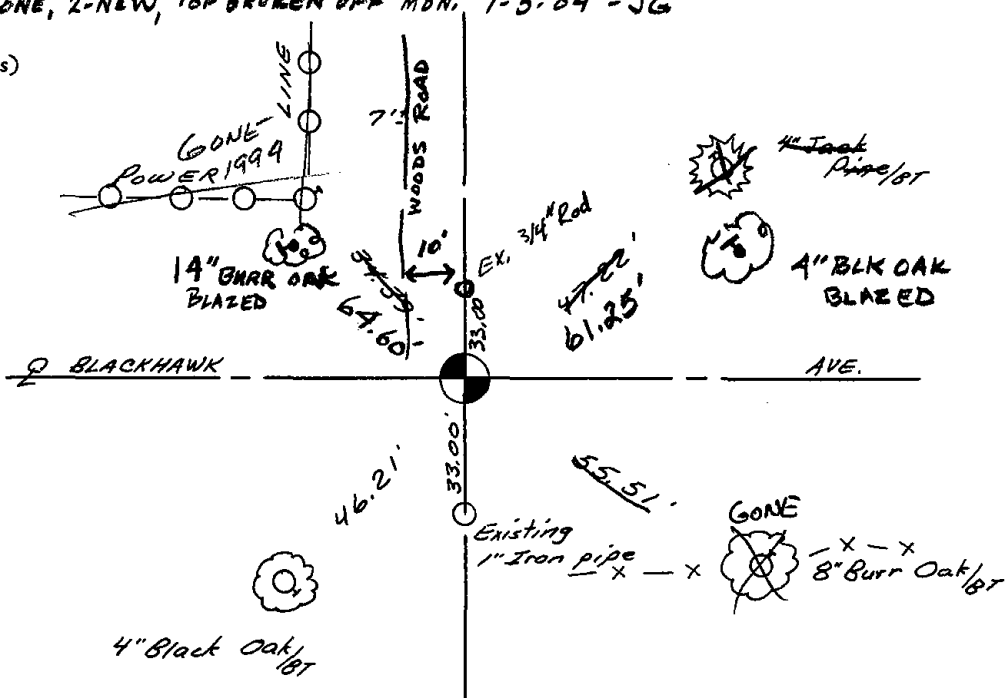 ONE, 2-NEW, TOP BROKEN OFF MON. 1-5-04 - JG
s)
LINE
7'±
WOODS ROAD
GONE-
POWER 1994
4" Jack
Pine/BT
EX. 3/4" Rod
10'
14" BURR OAK
BLAZED
64.60'
33.00
47.22'
61.25'
4" BLK OAK
BLAZED
BLACKHAWK
AVE.
33.00'
46.21'
55.51'
Existing
1" Iron pipe
GONE
x x
x x
8" Burr Oak/BT
4" Black Oak/BT